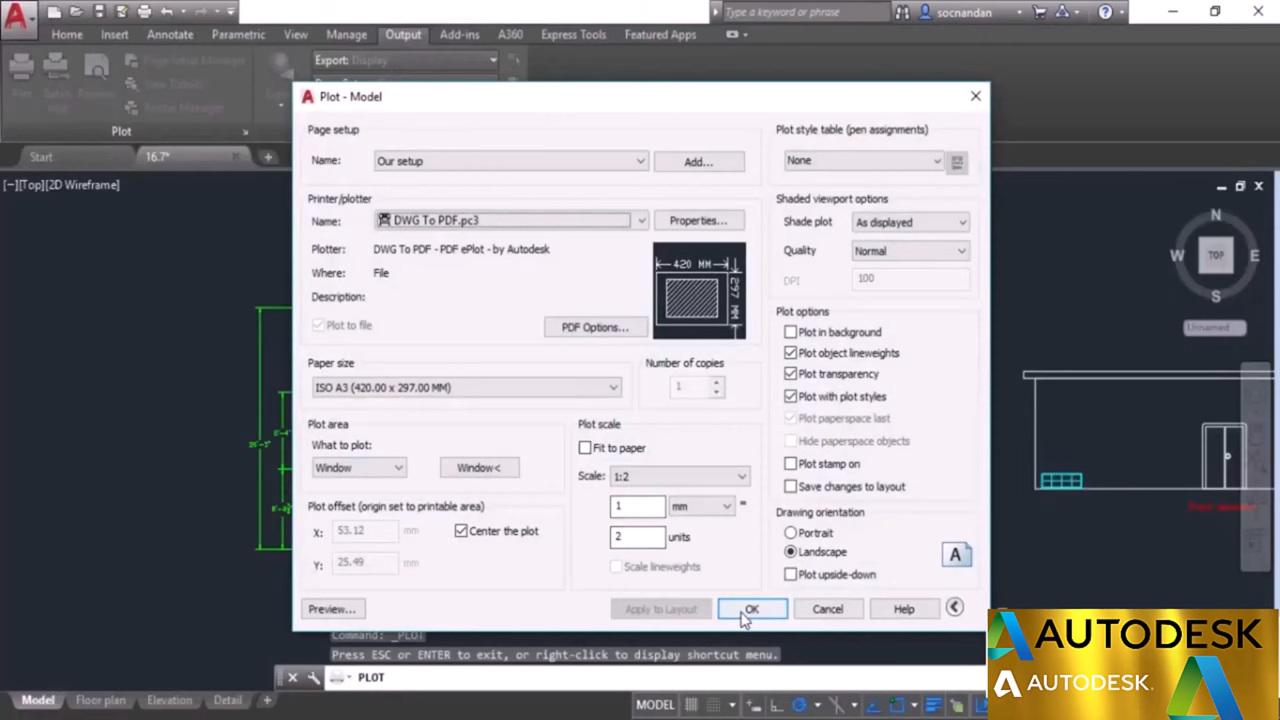 Type a keyword or phrase
socnandan
Home Insert Annotate Parametric View Manage Output Add-ins A360 Express Tools Featured Apps
Export: Display
Page Setup Manager
View Details
Plotter Manager
Plot
Start 16.7*
[−][Top][2D Wireframe]
Plot - Model
Page setup
Name: Our setup Add...
Printer/plotter
Name: DWG To PDF.pc3 Properties...
Plotter: DWG To PDF - PDF ePlot - by Autodesk
Where: File
Description:
Plot to file
PDF Options...
420 MM
297 MM
Paper size
ISO A3 (420.00 x 297.00 MM)
Number of copies
1
Plot area
What to plot:
Window Window<
Plot offset (origin set to printable area)
X: 53.12 mm
Center the plot
Y: 25.49 mm
Plot scale
Fit to paper
Scale: 1:2
1 mm =
2 units
Scale lineweights
Plot style table (pen assignments)
None
Shaded viewport options
Shade plot As displayed
Quality Normal
DPI 100
Plot options
Plot in background
Plot object lineweights
Plot transparency
Plot with plot styles
Plot paperspace last
Hide paperspace objects
Plot stamp on
Save changes to layout
Drawing orientation
Portrait
Landscape
A
Plot upside-down
Preview... Apply to Layout OK Cancel Help
N
W TOP E
S
Unnamed
Command: _PLOT
Press ESC or ENTER to exit, or right-click to display shortcut menu.
PLOT
Model Floor plan Elevation Detail
MODEL
AUTODESK
AUTODESK.